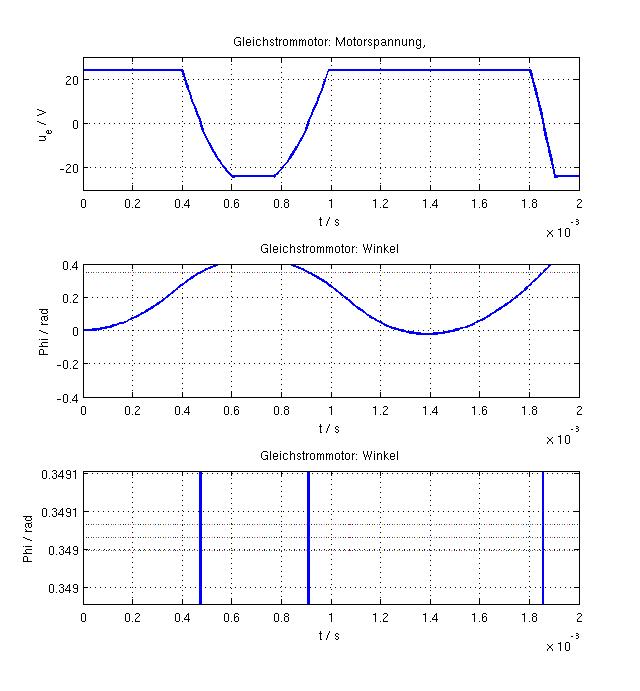 Gleichstrommotor: Motorspannung,
20
0
-20
u_e / V
0 0.2 0.4 0.6 0.8 1 1.2 1.4 1.6 1.8 2
t / s
x 10^-3
Gleichstrommotor: Winkel
0.4
0.2
0
-0.2
-0.4
Phi / rad
0 0.2 0.4 0.6 0.8 1 1.2 1.4 1.6 1.8 2
t / s
x 10^-3
Gleichstrommotor: Winkel
0.3491
0.3491
0.349
0.349
Phi / rad
0 0.2 0.4 0.6 0.8 1 1.2 1.4 1.6 1.8 2
t / s
x 10^-3